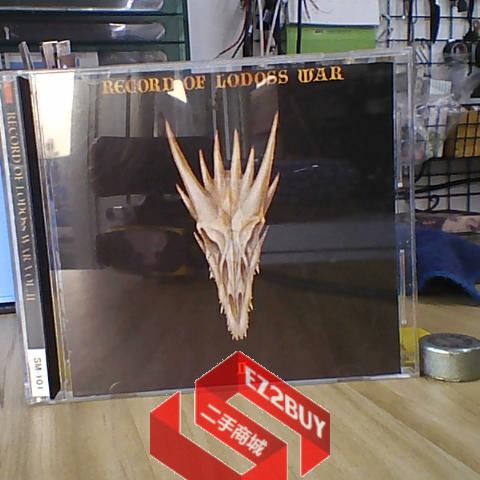 RECORD OF LODOSS WAR
RECORD OF LODOSS WAR VOL.II
SM 101
EZ2BUY
二手商城